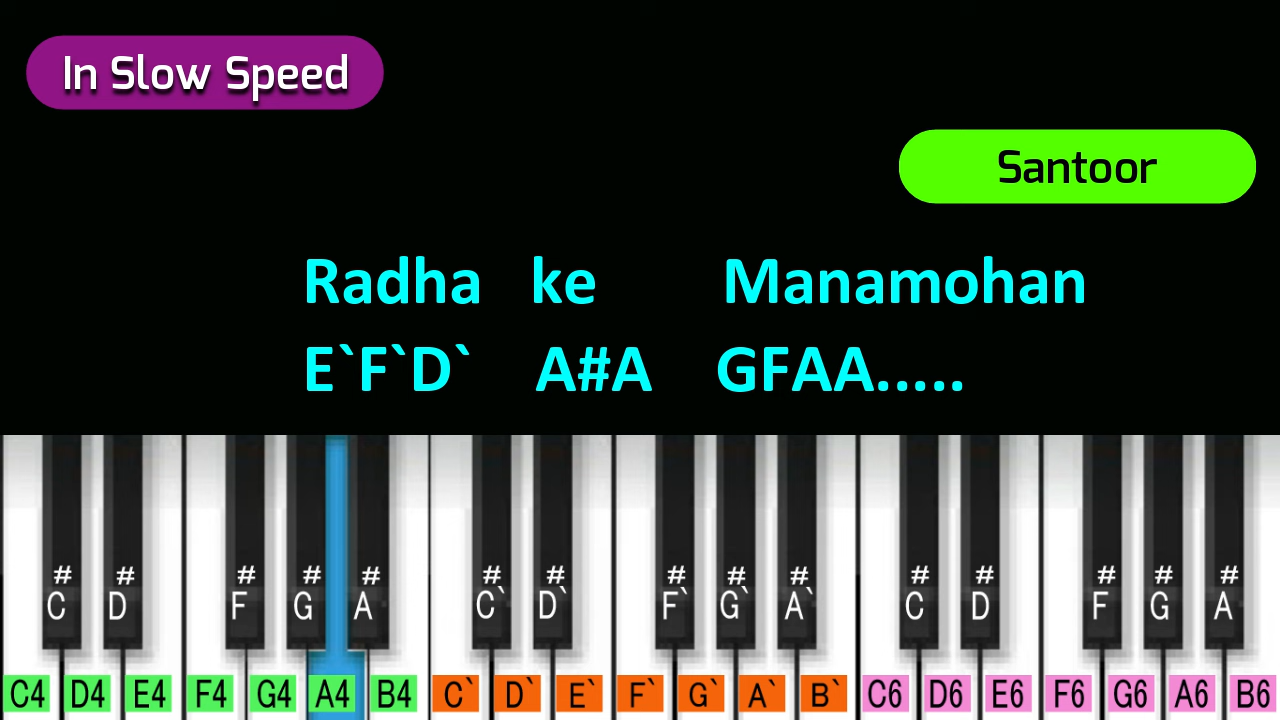 In Slow Speed
Santoor
Radha ke Manamohan
E`F`D` A#A GFAA.....
# # # # # # # # # # # # # # #
C D F G A C` D` F` G` A` C D F G A
C4 D4 E4 F4 G4 A4 B4 C` D` E` F` G` A` B` C6 D6 E6 F6 G6 A6 B6